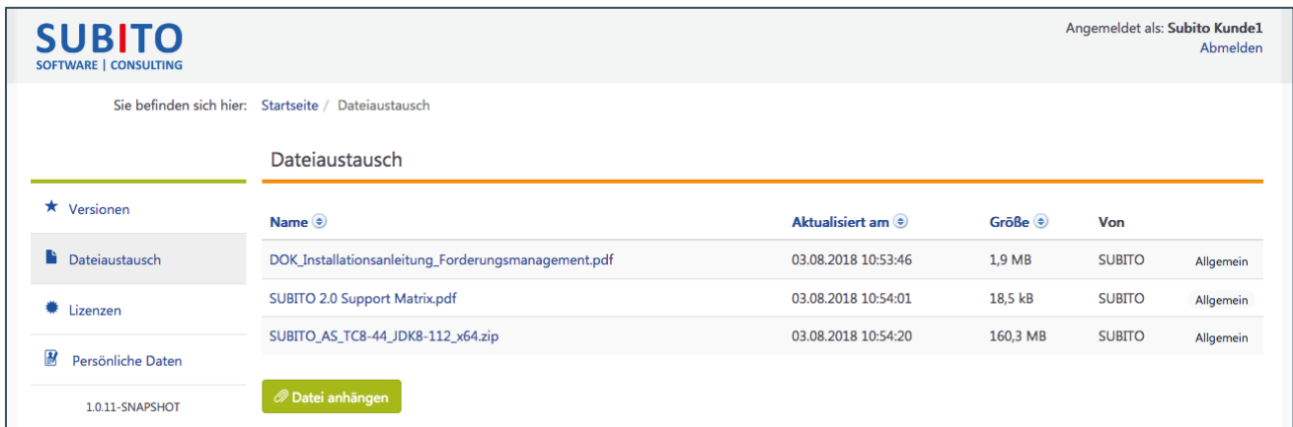 SUBITO
SOFTWARE | CONSULTING
Angemeldet als: Subito Kunde1
Abmelden
Sie befinden sich hier: Startseite / Dateiaustausch
Dateiaustausch
Versionen
Dateiaustausch
Lizenzen
Persönliche Daten
1.0.11-SNAPSHOT
Name Aktualisiert am Größe Von
DOK_Installationsanleitung_Forderungsmanagement.pdf 03.08.2018 10:53:46 1,9 MB SUBITO Allgemein
SUBITO 2.0 Support Matrix.pdf 03.08.2018 10:54:01 18,5 kB SUBITO Allgemein
SUBITO_AS_TC8-44_JDK8-112_x64.zip 03.08.2018 10:54:20 160,3 MB SUBITO Allgemein
Datei anhängen